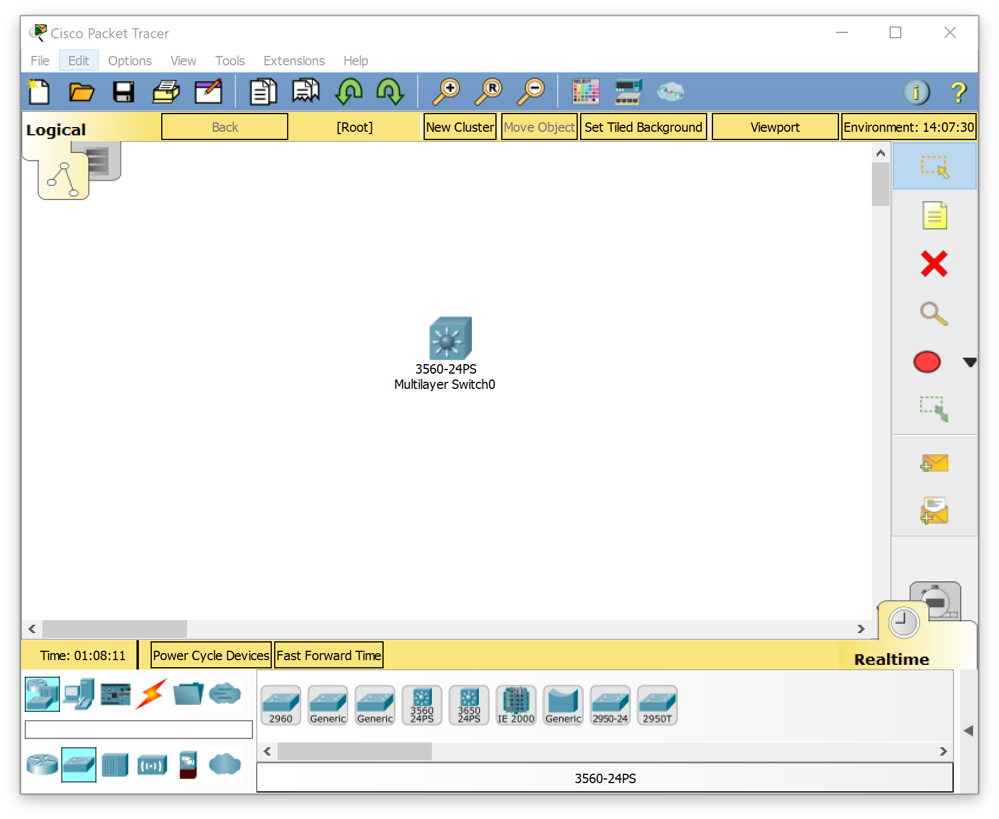 Cisco Packet Tracer
File Edit Options View Tools Extensions Help
SELECT
R
i ?
Logical Back [Root] New Cluster Move Object Set Tiled Background Viewport Environment: 14:07:30
3560-24PS
Multilayer Switch0
Time: 01:08:11 Power Cycle Devices Fast Forward Time Realtime
2960 Generic Generic 3560 24PS 3650 24PS IE 2000 Generic 2950-24 2950T
3560-24PS